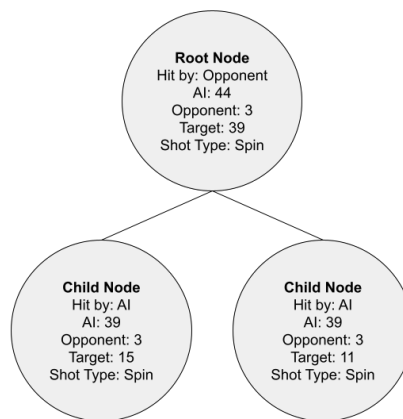 Root Node
Hit by: Opponent
AI: 44
Opponent: 3
Target: 39
Shot Type: Spin
Child Node
Hit by: AI
AI: 39
Opponent: 3
Target: 15
Shot Type: Spin
Child Node
Hit by: AI
AI: 39
Opponent: 3
Target: 11
Shot Type: Spin